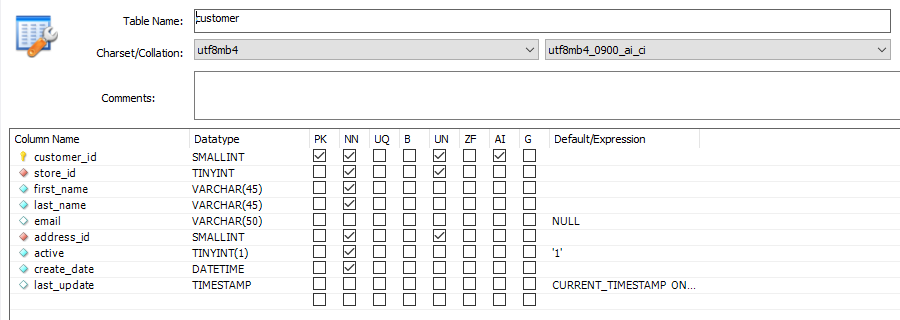 Table Name: customer
Charset/Collation: utf8mb4 utf8mb4_0900_ai_ci
Comments:
Column Name Datatype PK NN UQ B UN ZF AI G Default/Expression
customer_id SMALLINT
store_id TINYINT
first_name VARCHAR(45)
last_name VARCHAR(45)
email VARCHAR(50) NULL
address_id SMALLINT
active TINYINT(1) '1'
create_date DATETIME
last_update TIMESTAMP CURRENT_TIMESTAMP ON...